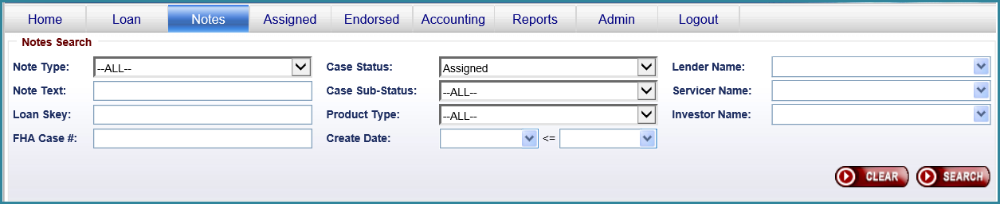 Home Loan Notes Assigned Endorsed Accounting Reports Admin Logout
Notes Search
Note Type: --ALL-- Case Status: Assigned Lender Name:
Note Text: Case Sub-Status: --ALL-- Servicer Name:
Loan Skey: Product Type: --ALL-- Investor Name:
FHA Case #: Create Date: <=
CLEAR SEARCH